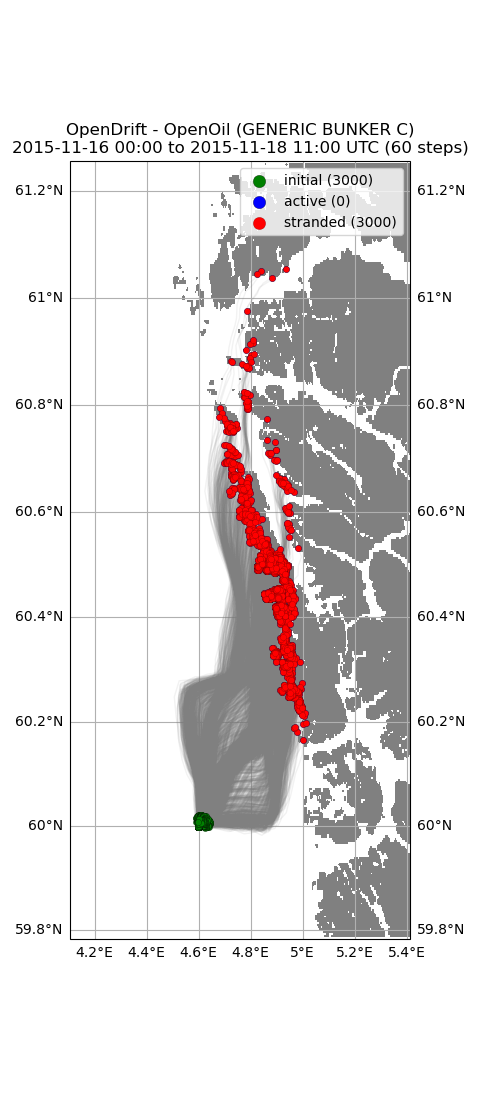 OpenDrift - OpenOil (GENERIC BUNKER C)
2015-11-16 00:00 to 2015-11-18 11:00 UTC (60 steps)
initial (3000)
active (0)
stranded (3000)
61.2°N 61.2°N
61°N 61°N
60.8°N 60.8°N
60.6°N 60.6°N
60.4°N 60.4°N
60.2°N 60.2°N
60°N 60°N
59.8°N 59.8°N
4.2°E 4.4°E 4.6°E 4.8°E 5°E 5.2°E 5.4°E